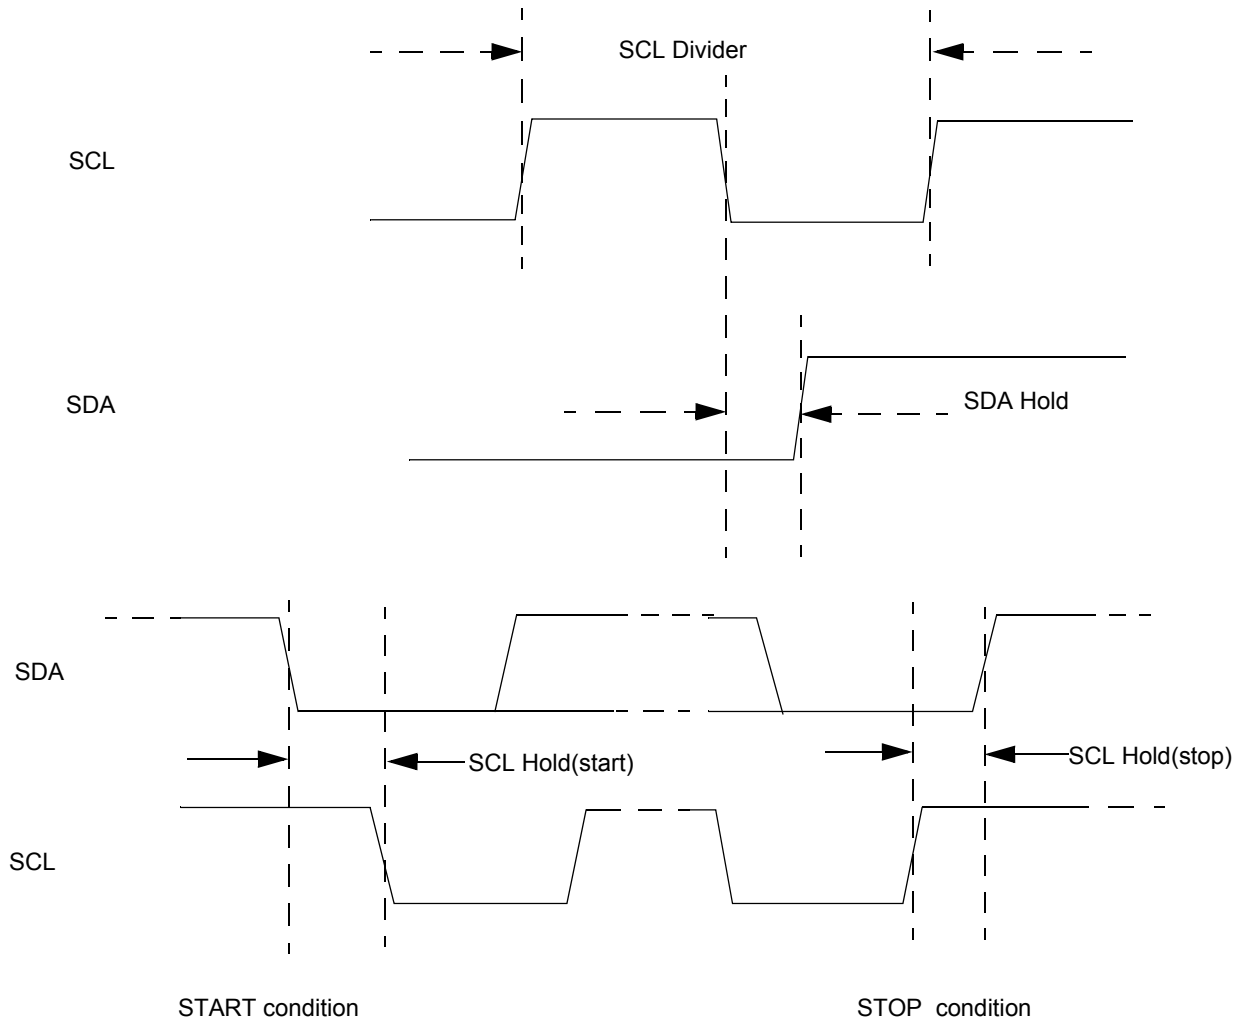 SCL Divider
SCL
SDA
SDA Hold
SDA
SCL Hold(start)
SCL Hold(stop)
SCL
START condition
STOP condition